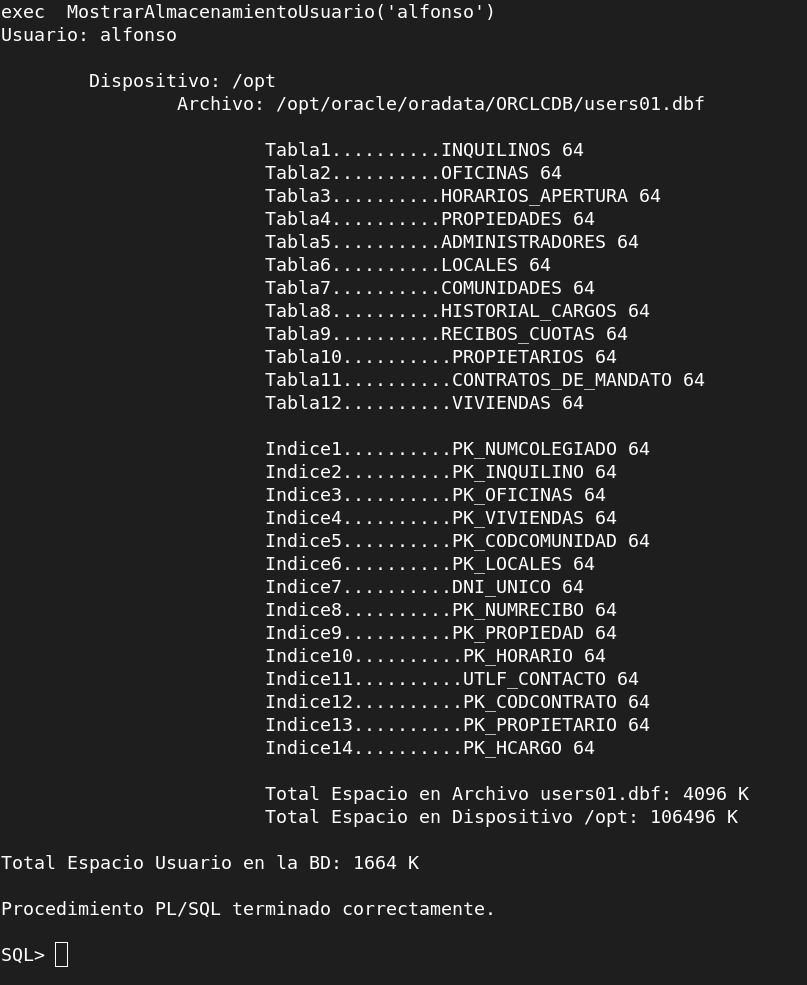 exec  MostrarAlmacenamientoUsuario('alfonso')
Usuario: alfonso
Dispositivo: /opt
Archivo: /opt/oracle/oradata/ORCLCDB/users01.dbf
Tabla1..........INQUILINOS 64
Tabla2..........OFICINAS 64
Tabla3..........HORARIOS_APERTURA 64
Tabla4..........PROPIEDADES 64
Tabla5..........ADMINISTRADORES 64
Tabla6..........LOCALES 64
Tabla7..........COMUNIDADES 64
Tabla8..........HISTORIAL_CARGOS 64
Tabla9..........RECIBOS_CUOTAS 64
Tabla10..........PROPIETARIOS 64
Tabla11..........CONTRATOS_DE_MANDATO 64
Tabla12..........VIVIENDAS 64
Indice1..........PK_NUMCOLEGIADO 64
Indice2..........PK_INQUILINO 64
Indice3..........PK_OFICINAS 64
Indice4..........PK_VIVIENDAS 64
Indice5..........PK_CODCOMUNIDAD 64
Indice6..........PK_LOCALES 64
Indice7..........DNI_UNICO 64
Indice8..........PK_NUMRECIBO 64
Indice9..........PK_PROPIEDAD 64
Indice10..........PK_HORARIO 64
Indice11..........UTLF_CONTACTO 64
Indice12..........PK_CODCONTRATO 64
Indice13..........PK_PROPIETARIO 64
Indice14..........PK_HCARGO 64
Total Espacio en Archivo users01.dbf: 4096 K
Total Espacio en Dispositivo /opt: 106496 K
Total Espacio Usuario en la BD: 1664 K
Procedimiento PL/SQL terminado correctamente.
SQL>